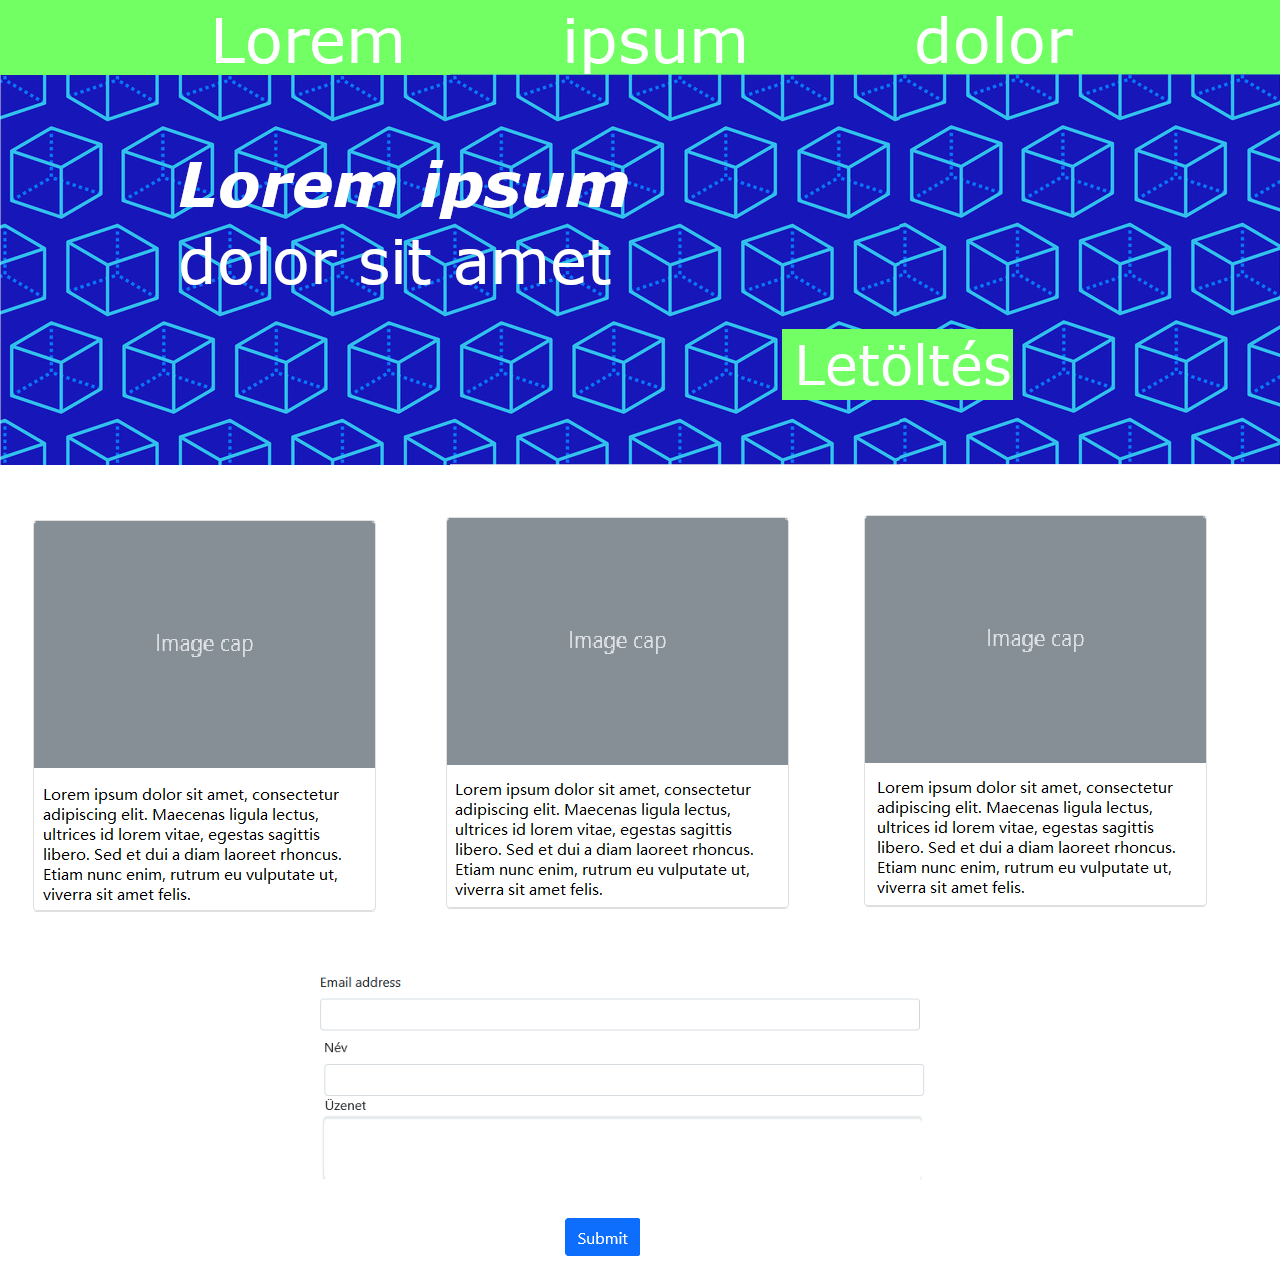 Lorem ipsum dolor
Lorem ipsum
dolor sit amet
Letöltés
Image cap
Lorem ipsum dolor sit amet, consectetur
adipiscing elit. Maecenas ligula lectus,
ultrices id lorem vitae, egestas sagittis
libero. Sed et dui a diam laoreet rhoncus.
Etiam nunc enim, rutrum eu vulputate ut,
viverra sit amet felis.
Image cap
Lorem ipsum dolor sit amet, consectetur
adipiscing elit. Maecenas ligula lectus,
ultrices id lorem vitae, egestas sagittis
libero. Sed et dui a diam laoreet rhoncus.
Etiam nunc enim, rutrum eu vulputate ut,
viverra sit amet felis.
Image cap
Lorem ipsum dolor sit amet, consectetur
adipiscing elit. Maecenas ligula lectus,
ultrices id lorem vitae, egestas sagittis
libero. Sed et dui a diam laoreet rhoncus.
Etiam nunc enim, rutrum eu vulputate ut,
viverra sit amet felis.
Email address
Név
Üzenet
Submit